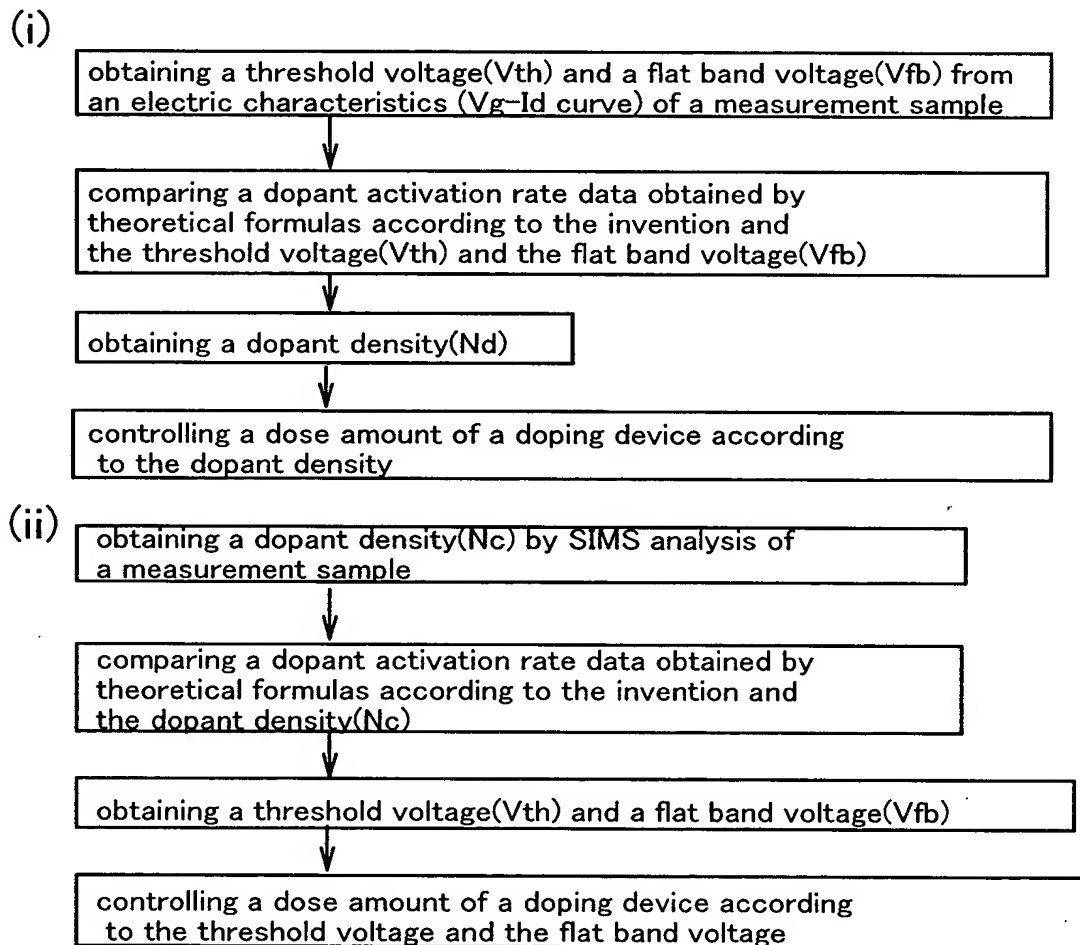 (i)
obtaining a threshold voltage(Vth) and a flat band voltage(Vfb) from
an electric characteristics (Vg-Id curve) of a measurement sample
comparing a dopant activation rate data obtained by
theoretical formulas according to the invention and
the threshold voltage(Vth) and the flat band voltage(Vfb)
obtaining a dopant density(Nd)
controlling a dose amount of a doping device according
to the dopant density
(ii)
obtaining a dopant density(Nc) by SIMS analysis of
a measurement sample
comparing a dopant activation rate data obtained by
theoretical formulas according to the invention and
the dopant density(Nc)
obtaining a threshold voltage(Vth) and a flat band voltage(Vfb)
controlling a dose amount of a doping device according
to the threshold voltage and the flat band voltage